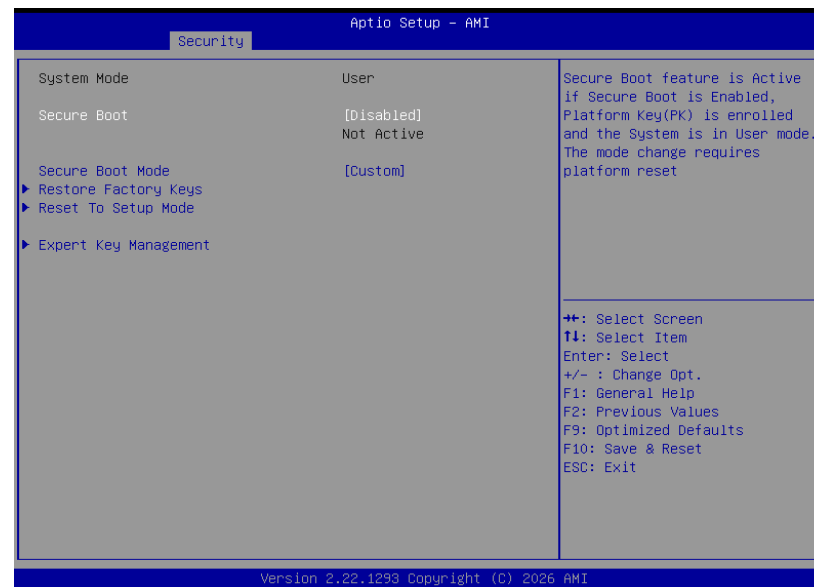 Aptio Setup – AMI
Security
System Mode User
Secure Boot [Disabled]
Not Active
Secure Boot Mode [Custom]
Restore Factory Keys
Reset To Setup Mode
Expert Key Management
Secure Boot feature is Active
if Secure Boot is Enabled,
Platform Key(PK) is enrolled
and the System is in User mode.
The mode change requires
platform reset
→←: Select Screen
↑↓: Select Item
Enter: Select
+/- : Change Opt.
F1: General Help
F2: Previous Values
F9: Optimized Defaults
F10: Save & Reset
ESC: Exit
Version 2.22.1293 Copyright (C) 2026 AMI